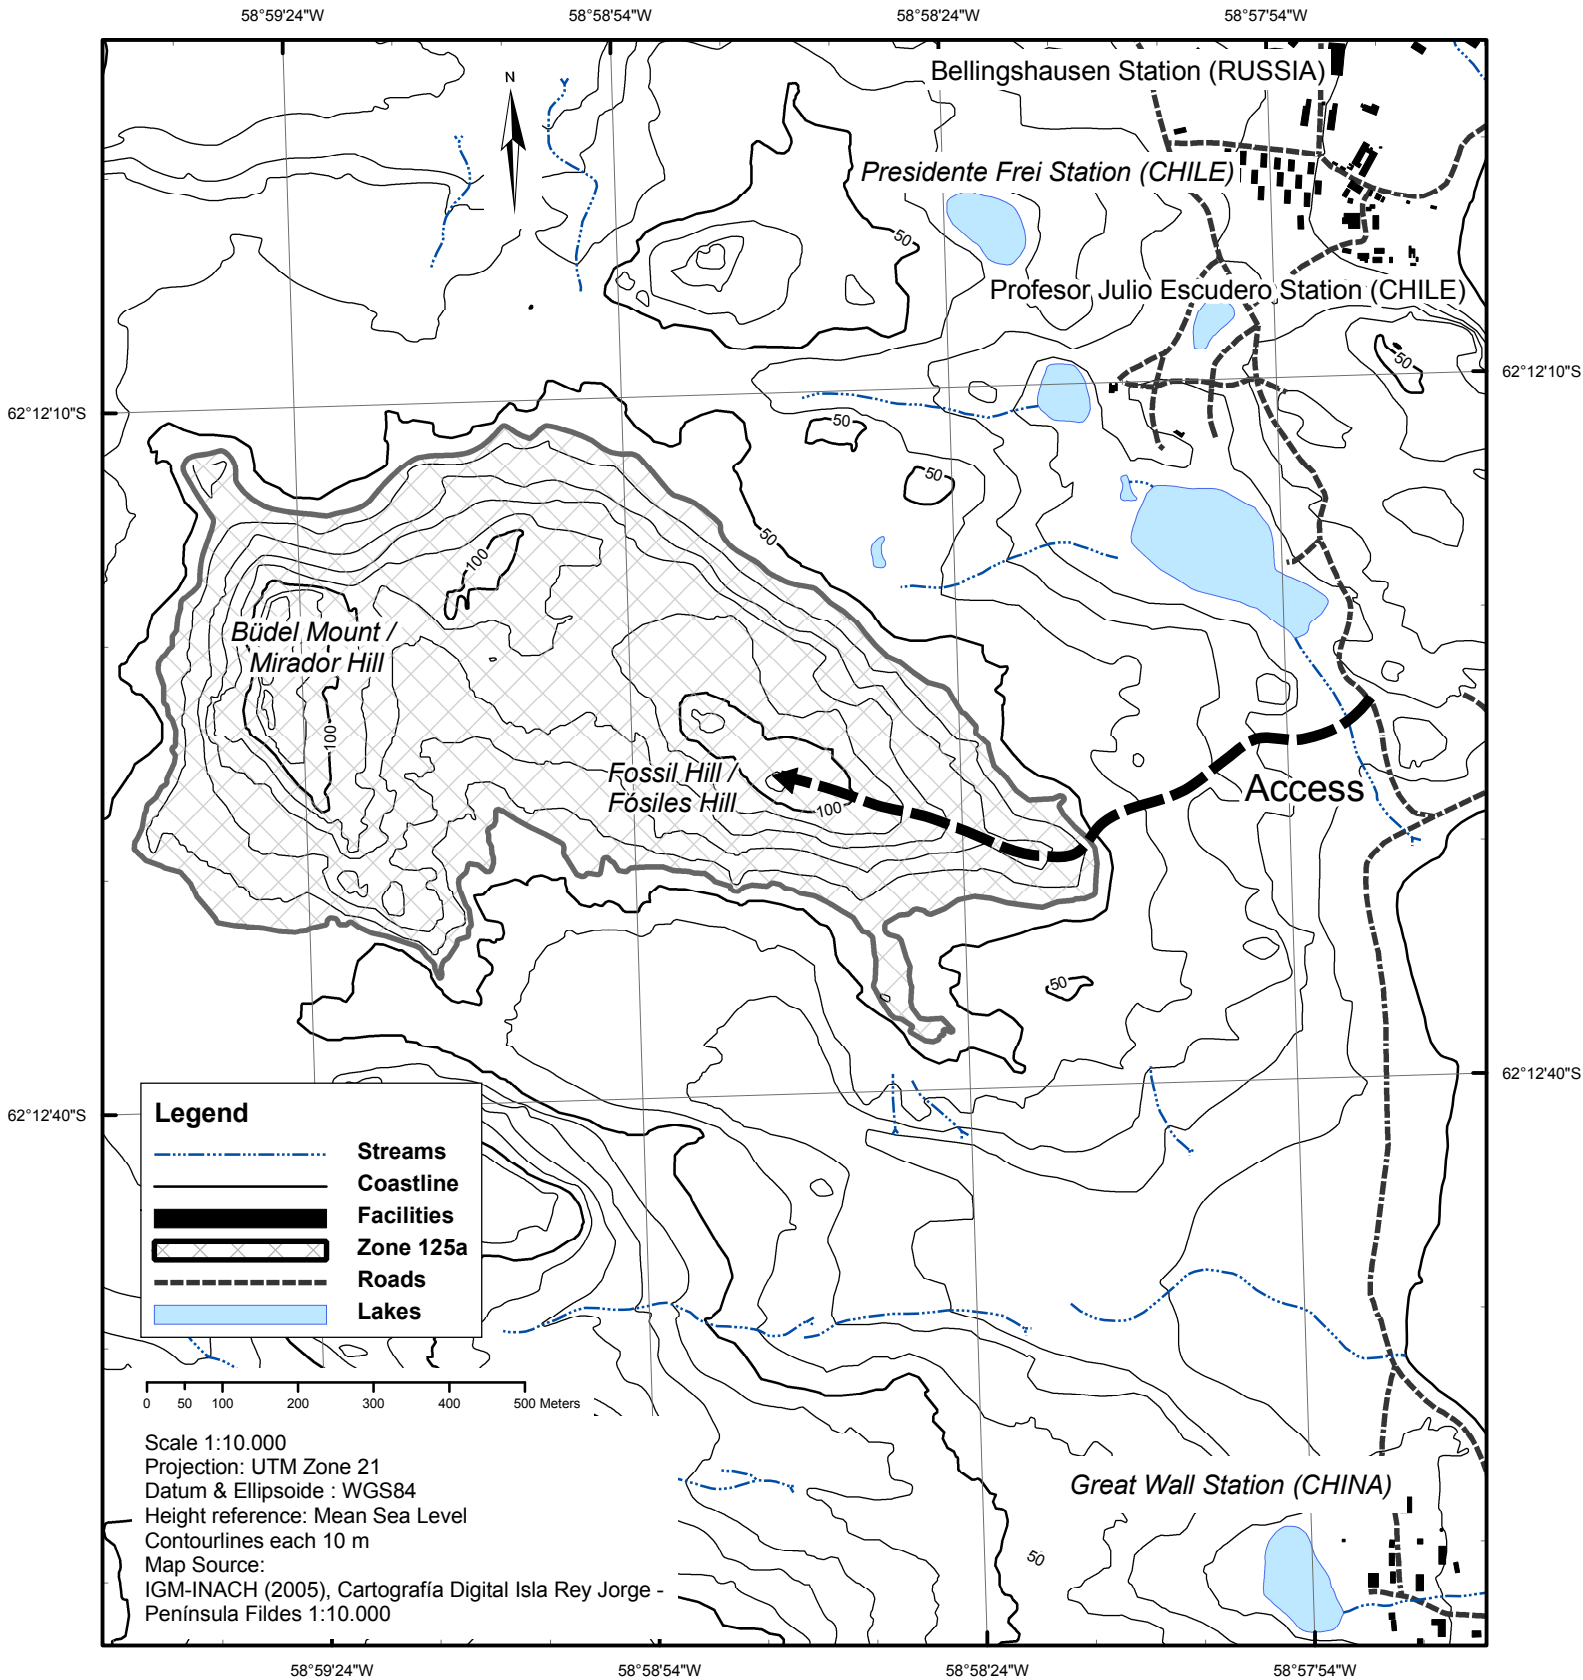 58°59'24"W
58°58'54"W
58°58'24"W
58°57'54"W
N
Bellingshausen Station (RUSSIA)
Presidente Frei Station (CHILE)
50
Profesor Julio Escudero Station (CHILE)
50
62°12'10"S
62°12'10"S
50
50
50
100
Büdel Mount /
Mirador Hill
100
Fossil Hill /
Fósiles Hill
100
Access
50
62°12'40"S
62°12'40"S
Legend
Streams
Coastline
Facilities
Zone 125a
Roads
Lakes
0 50 100 200 300 400 500 Meters
Scale 1:10.000
Projection: UTM Zone 21
Datum & Ellipsoide : WGS84
Height reference: Mean Sea Level
Contourlines each 10 m
Map Source:
IGM-INACH (2005), Cartografía Digital Isla Rey Jorge -
Península Fildes 1:10.000
Great Wall Station (CHINA)
50
58°59'24"W
58°58'54"W
58°58'24"W
58°57'54"W